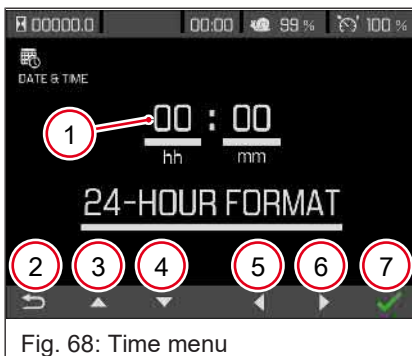 00000.0 00:00 99 % 100 %
DATE & TIME
1
00 : 00
hh mm
24-HOUR FORMAT
2 3 4 5 6 7
Fig. 68: Time menu